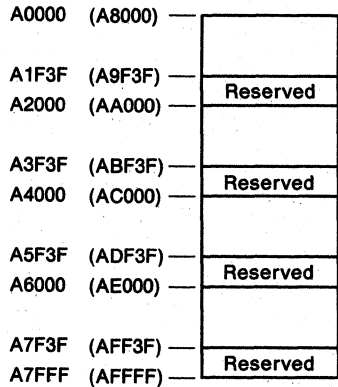 A0000 (A8000)
A1F3F (A9F3F)
Reserved
A2000 (AA000)
A3F3F (ABF3F)
Reserved
A4000 (AC000)
A5F3F (ADF3F)
Reserved
A6000 (AE000)
A7F3F (AFF3F)
Reserved
A7FFF (AFFFF)